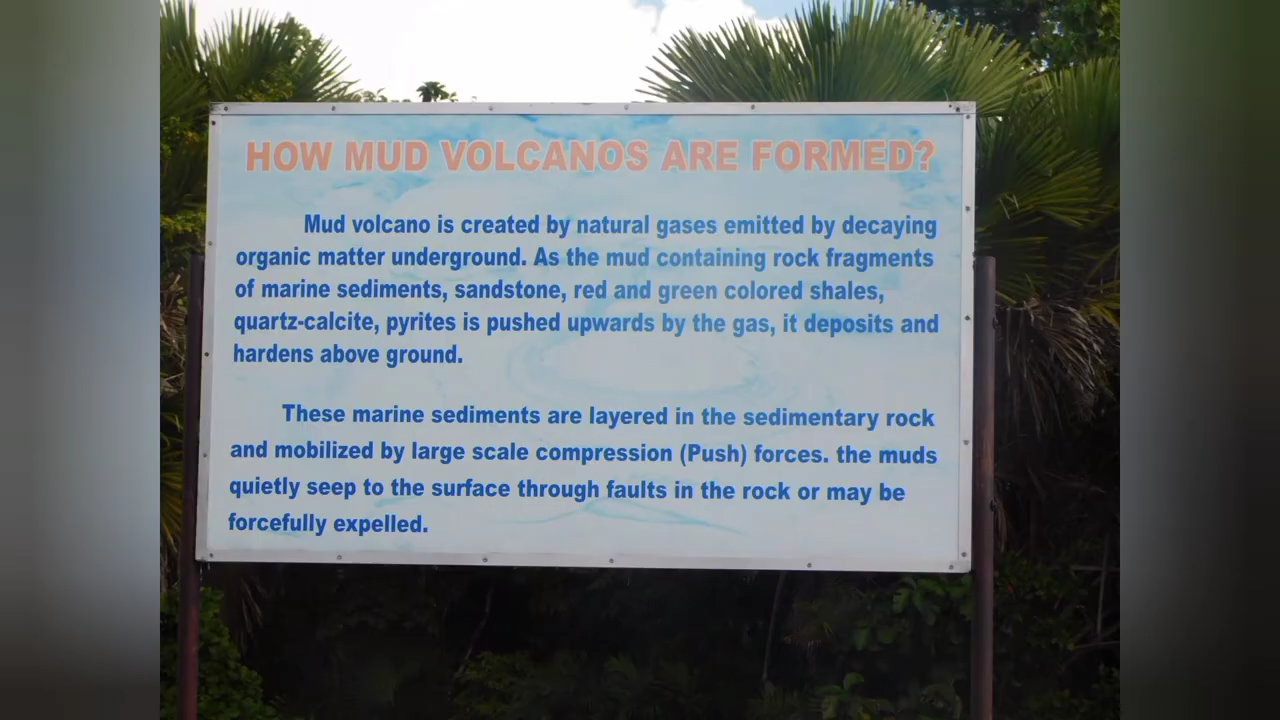 HOW MUD VOLCANOS ARE FORMED?
Mud volcano is created by natural gases emitted by decaying
organic matter underground. As the mud containing rock fragments
of marine sediments, sandstone, red and green colored shales,
quartz-calcite, pyrites is pushed upwards by the gas, it deposits and
hardens above ground.
These marine sediments are layered in the sedimentary rock
and mobilized by large scale compression (Push) forces. the muds
quietly seep to the surface through faults in the rock or may be
forcefully expelled.